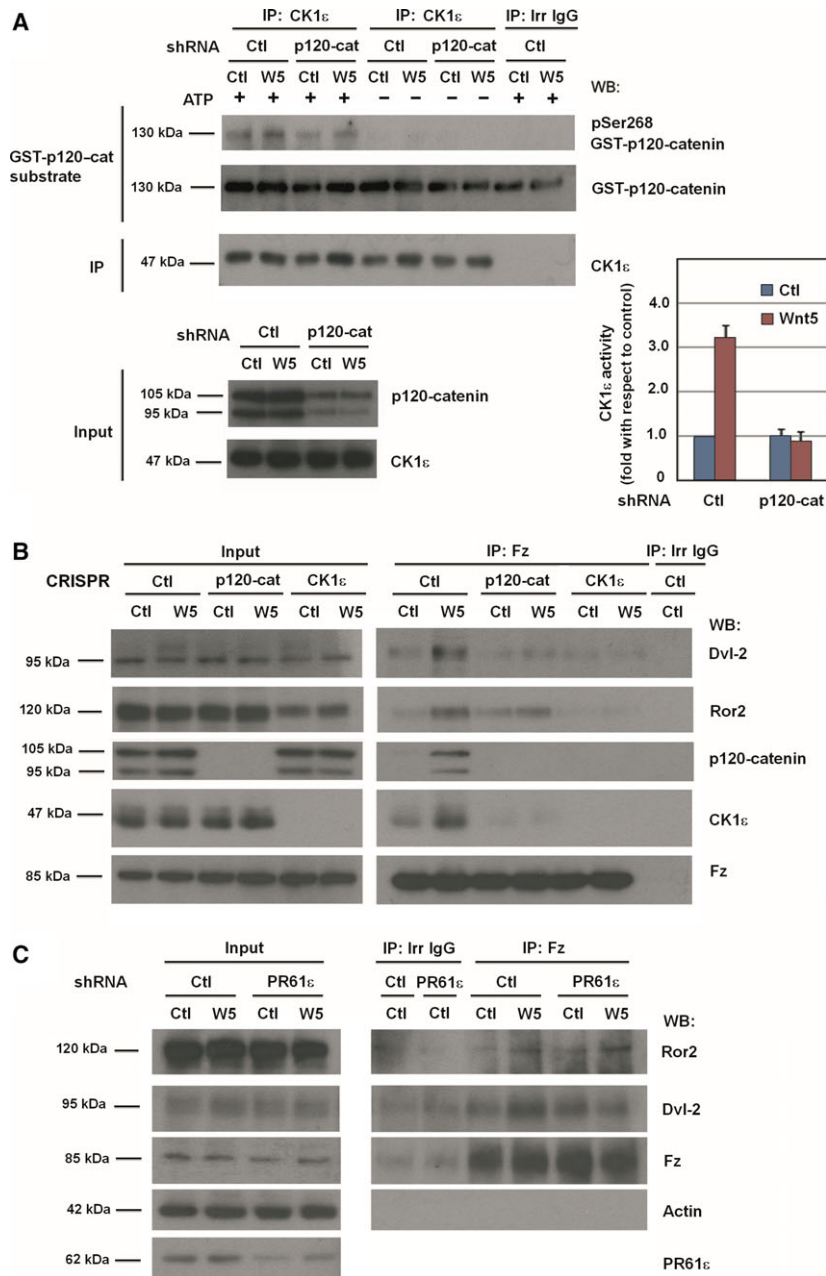 A
IP: CK1ε IP: CK1ε IP: Irr IgG
shRNA Ctl p120-cat Ctl p120-cat Ctl
Ctl W5 Ctl W5 Ctl W5 Ctl W5 Ctl W5 WB:
ATP + + + + − − − − + +
GST-p120-cat substrate
130 kDa pSer268 GST-p120-catenin
130 kDa GST-p120-catenin
IP 47 kDa CK1ε
shRNA Ctl p120-cat
Ctl W5 Ctl W5
Input
105 kDa p120-catenin
95 kDa
47 kDa CK1ε
CK1ε activity
(fold with respect to control)
4.0
3.0
2.0
1.0
0
Ctl
Wnt5
shRNA Ctl p120-cat
B
Input IP: Fz IP: Irr IgG
CRISPR Ctl p120-cat CK1ε Ctl p120-cat CK1ε Ctl
Ctl W5 Ctl W5 Ctl W5 Ctl W5 Ctl W5 Ctl W5 Ctl
WB:
95 kDa Dvl-2
120 kDa Ror2
105 kDa p120-catenin
95 kDa
47 kDa CK1ε
85 kDa Fz
C
Input IP: Irr IgG IP: Fz
shRNA Ctl PR61ε Ctl PR61ε Ctl PR61ε
Ctl W5 Ctl W5 Ctl Ctl Ctl W5 Ctl W5
WB:
120 kDa Ror2
95 kDa Dvl-2
85 kDa Fz
42 kDa Actin
62 kDa PR61ε